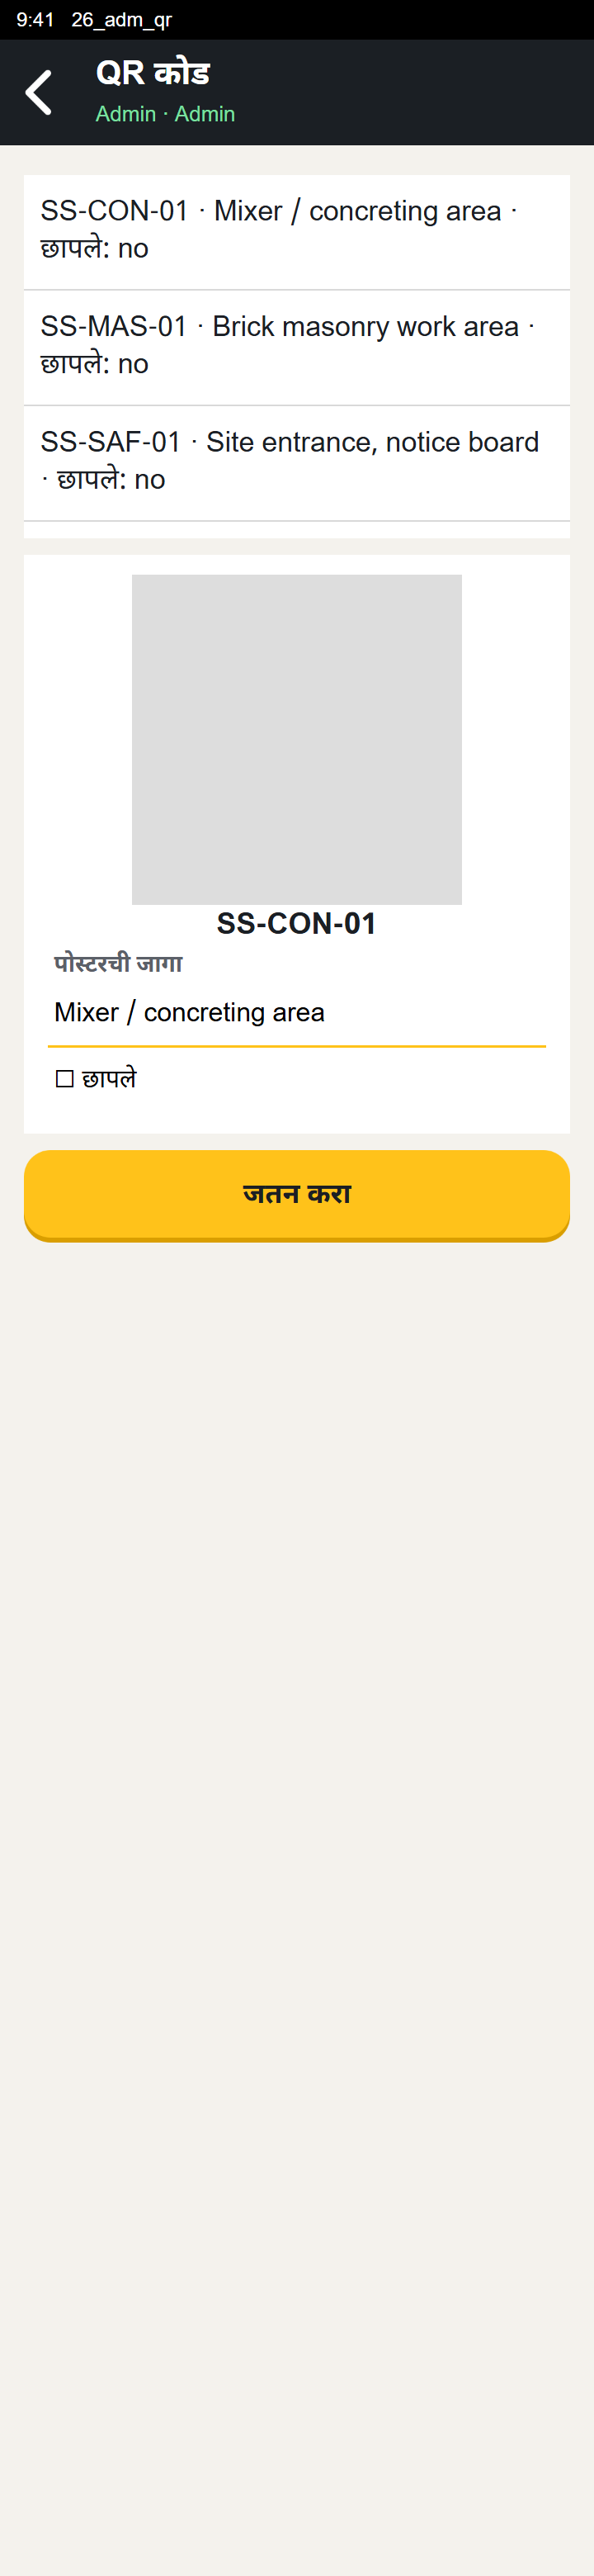 9:41 26_adm_qr
QR कोड
Admin · Admin
SS-CON-01 · Mixer / concreting area ·
छापले: no
SS-MAS-01 · Brick masonry work area ·
छापले: no
SS-SAF-01 · Site entrance, notice board
· छापले: no
SS-CON-01
पोस्टरची जागा
Mixer / concreting area
छापले
जतन करा